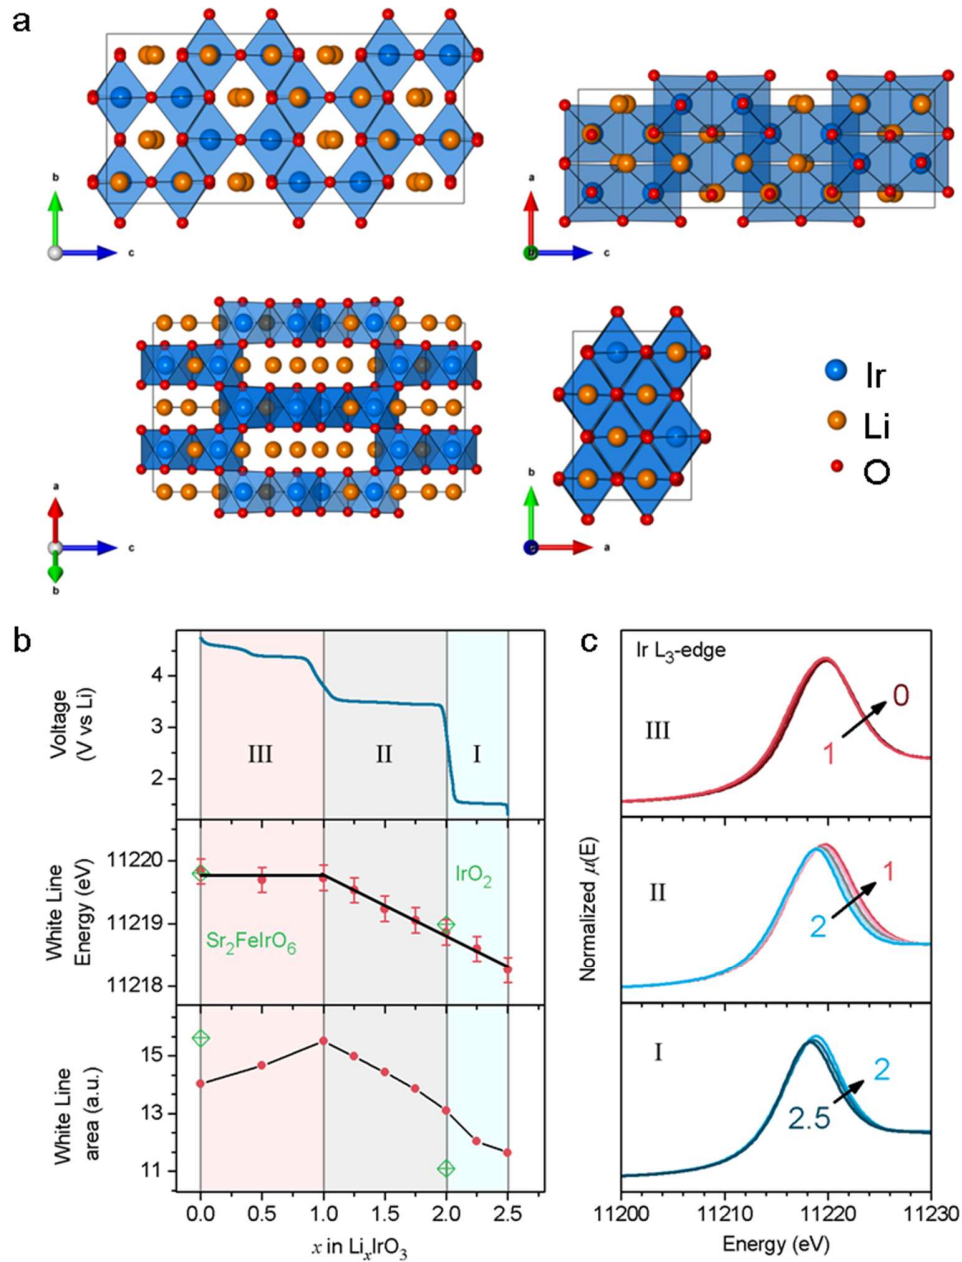 a
b
c
a
b
c
a
c
b
b
a
Ir
Li
O
b
Voltage
(V vs Li)
4
3
2
III
II
I
White Line
Energy (eV)
11220
11219
11218
Sr₂FeIrO₆
IrO₂
White Line
area (a.u.)
15
13
11
0.0 0.5 1.0 1.5 2.0 2.5
x in LiₓIrO₃
c
Ir L₃-edge
III
0
1
Normalized μ(E)
II
1
2
I
2
2.5
11200 11210 11220 11230
Energy (eV)